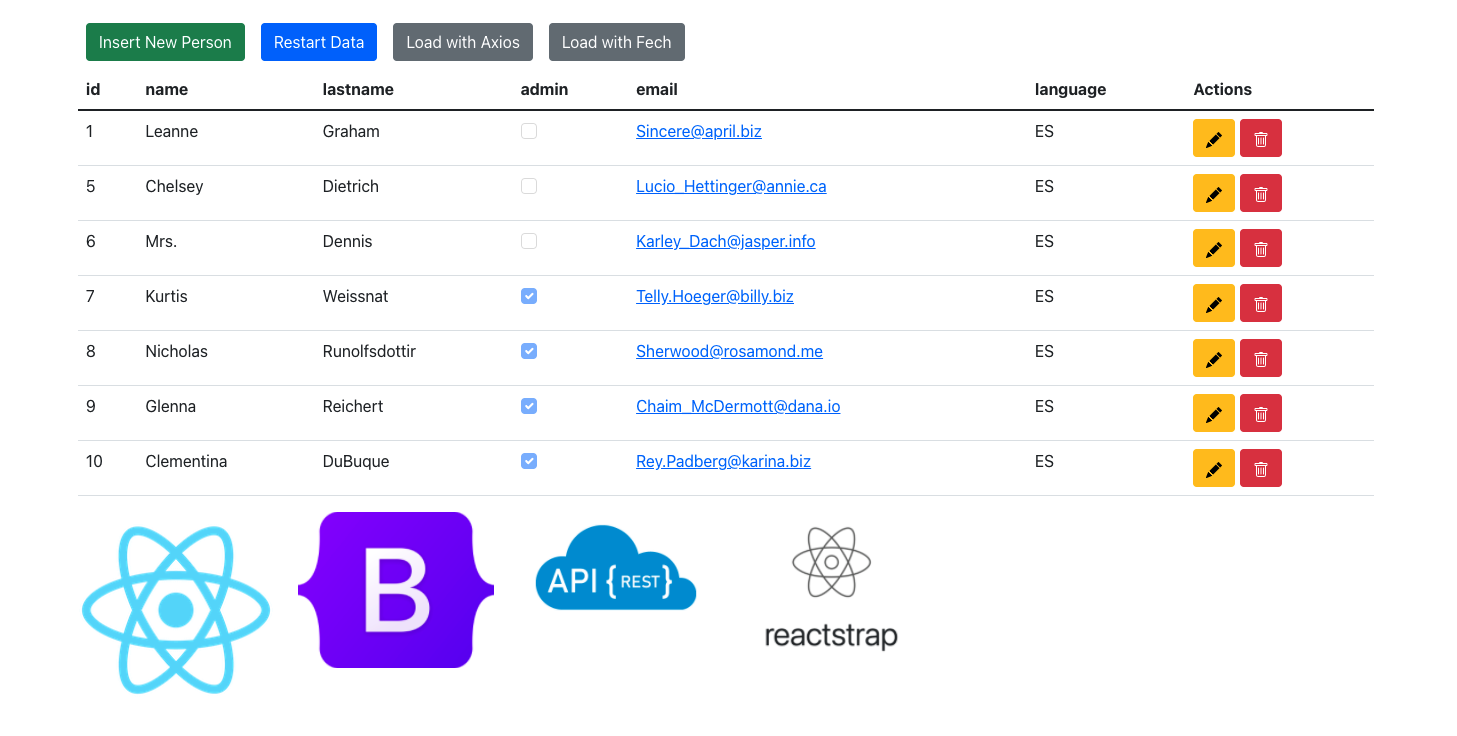 Insert New Person Restart Data Load with Axios Load with Fech
id name lastname admin email language Actions
1 Leanne Graham Sincere@april.biz ES
5 Chelsey Dietrich Lucio_Hettinger@annie.ca ES
6 Mrs. Dennis Karley_Dach@jasper.info ES
7 Kurtis Weissnat Telly.Hoeger@billy.biz ES
8 Nicholas Runolfsdottir Sherwood@rosamond.me ES
9 Glenna Reichert Chaim_McDermott@dana.io ES
10 Clementina DuBuque Rey.Padberg@karina.biz ES
B API {REST}
reactstrap